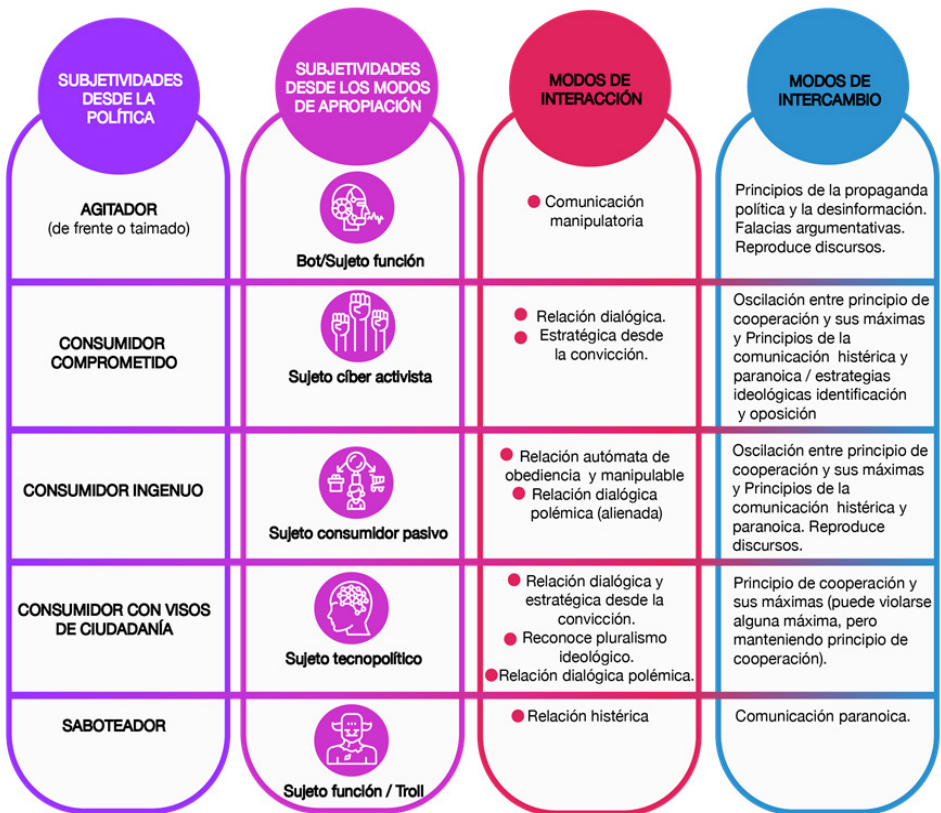 SUBJETIVIDADES
DESDE LA
POLÍTICA
SUBJETIVIDADES
DESDE LOS MODOS
DE APROPIACIÓN
MODOS DE
INTERACCIÓN
MODOS DE
INTERCAMBIO
AGITADOR
(de frente o taimado)
Bot/Sujeto función
Comunicación
manipulatoria
Principios de la propaganda
política y la desinformación.
Falacias argumentativas.
Reproduce discursos.
CONSUMIDOR
COMPROMETIDO
Sujeto cíber activista
Relación dialógica.
Estratégica desde
la convicción.
Oscilación entre principio de
cooperación y sus máximas
y Principios de la
comunicación histérica y
paranoica / estrategias
ideológicas identificación
y oposición
CONSUMIDOR INGENUO
Sujeto consumidor pasivo
Relación autómata de
obediencia y manipulable
Relación dialógica
polémica (alienada)
Oscilación entre principio de
cooperación y sus máximas
y Principios de la
comunicación histérica y
paranoica. Reproduce
discursos.
CONSUMIDOR CON VISOS
DE CIUDADANÍA
Sujeto tecnopolítico
Relación dialógica y
estratégica desde la
convicción.
Reconoce pluralismo
ideológico.
Relación dialógica polémica.
Principio de cooperación y
sus máximas (puede violarse
alguna máxima, pero
manteniendo principio de
cooperación).
SABOTEADOR
Sujeto función / Troll
Relación histérica
Comunicación paranoica.